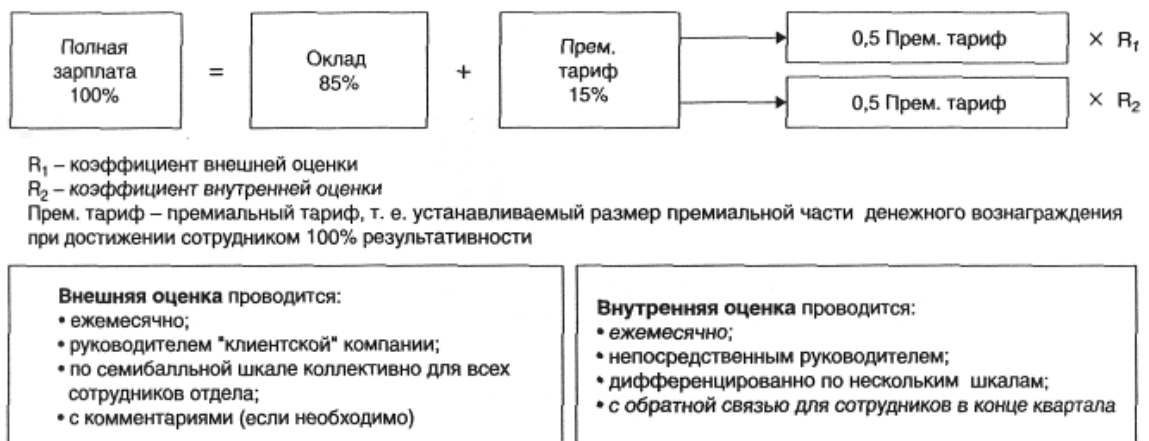 Полная
зарплата
100%
=
Оклад
85%
+
Прем.
тариф
15%
0,5 Прем. тариф
× R₁
0,5 Прем. тариф
× R₂
R₁ – коэффициент внешней оценки
R₂ – коэффициент внутренней оценки
Прем. тариф – премиальный тариф, т. е. устанавливаемый размер премиальной части денежного вознаграждения
при достижении сотрудником 100% результативности
Внешняя оценка проводится:
• ежемесячно;
• руководителем "клиентской" компании;
• по семибалльной шкале коллективно для всех
сотрудников отдела;
• с комментариями (если необходимо)
Внутренняя оценка проводится:
• ежемесячно;
• непосредственным руководителем;
• дифференцированно по нескольким шкалам;
• с обратной связью для сотрудников в конце квартала